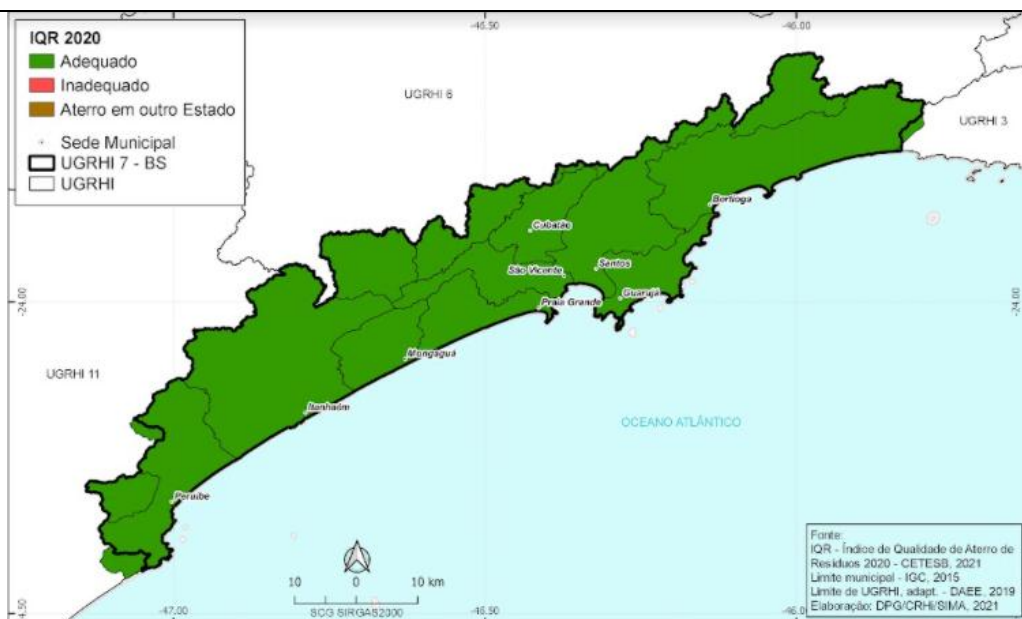 -46.50
-46.00
IQR 2020
Adequado
Inadequado
Aterro em outro Estado
Sede Municipal
UGRHI 7 - BS
UGRHI
UGRHI 6
UGRHI 3
Bertioga
Cubatão
São Vicente
Santos
Guarujá
Praia Grande
-24.00
-24.00
Mongaguá
UGRHI 11
Itanhaém
OCEANO ATLÂNTICO
Peruíbe
10 0 10 km
SCG SIRGAS2000
Fonte:
IQR - Índice de Qualidade de Aterro de
Resíduos 2020 - CETESB, 2021
Limite municipal - IGC, 2015
Limite de UGRHI, adapt. - DAEE, 2019
Elaboração: DPG/CRHi/SIMA, 2021
-47.00
-46.50